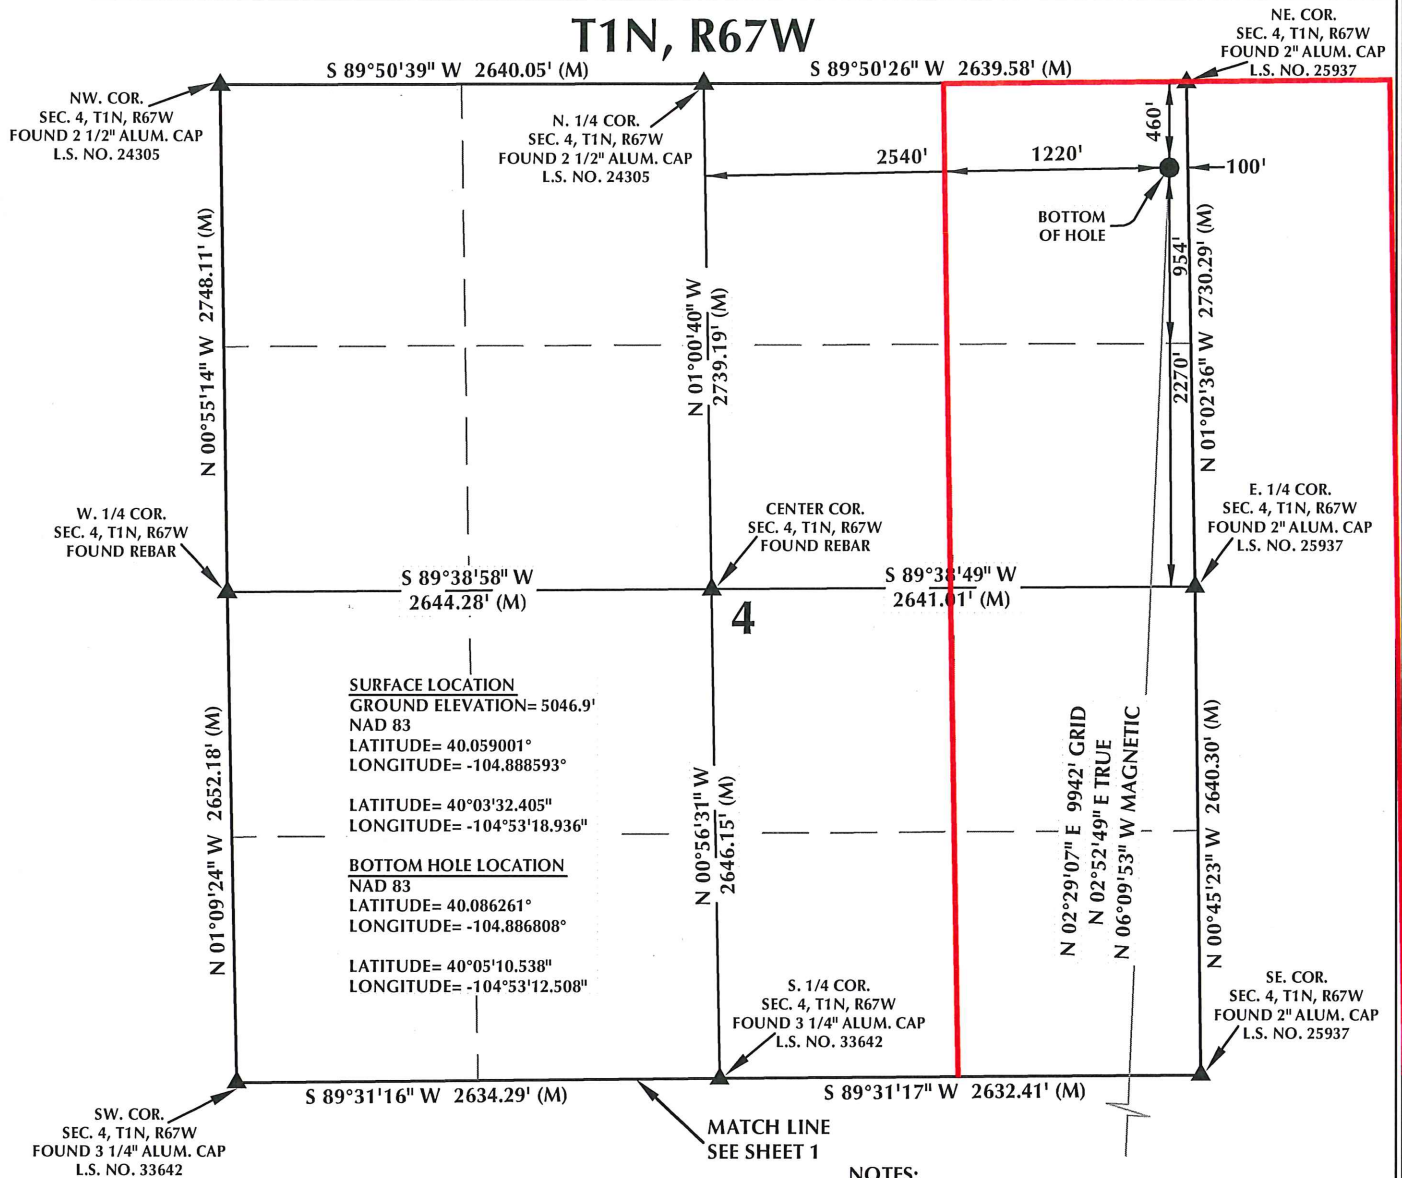 T1N, R67W
NE. COR.
SEC. 4, T1N, R67W
FOUND 2" ALUM. CAP
L.S. NO. 25937
S 89°50'39" W 2640.05' (M)
S 89°50'26" W 2639.58' (M)
NW. COR.
SEC. 4, T1N, R67W
FOUND 2 1/2" ALUM. CAP
L.S. NO. 24305
N. 1/4 COR.
SEC. 4, T1N, R67W
FOUND 2 1/2" ALUM. CAP
L.S. NO. 24305
460'
2540'
1220'
100'
BOTTOM
OF HOLE
954'
2270'
N 00°55'14" W 2748.11' (M)
N 01°00'40" W
2739.19' (M)
N 01°02'36" W 2730.29' (M)
W. 1/4 COR.
SEC. 4, T1N, R67W
FOUND REBAR
CENTER COR.
SEC. 4, T1N, R67W
FOUND REBAR
E. 1/4 COR.
SEC. 4, T1N, R67W
FOUND 2" ALUM. CAP
L.S. NO. 25937
S 89°38'58" W
2644.28' (M)
S 89°38'49" W
2641.01' (M)
4
SURFACE LOCATION
GROUND ELEVATION= 5046.9'
NAD 83
LATITUDE= 40.059001°
LONGITUDE= -104.888593°
LATITUDE= 40°03'32.405"
LONGITUDE= -104°53'18.936"
BOTTOM HOLE LOCATION
NAD 83
LATITUDE= 40.086261°
LONGITUDE= -104.886808°
LATITUDE= 40°05'10.538"
LONGITUDE= -104°53'12.508"
N 01°09'24" W 2652.18' (M)
N 00°56'31" W
2646.15' (M)
N 02°29'07" E 9942' GRID
N 02°52'49" E TRUE
N 06°09'53" W MAGNETIC
N 00°45'23" W 2640.30' (M)
S. 1/4 COR.
SEC. 4, T1N, R67W
FOUND 3 1/4" ALUM. CAP
L.S. NO. 33642
SE. COR.
SEC. 4, T1N, R67W
FOUND 2" ALUM. CAP
L.S. NO. 25937
S 89°31'16" W 2634.29' (M)
S 89°31'17" W 2632.41' (M)
SW. COR.
SEC. 4, T1N, R67W
FOUND 3 1/4" ALUM. CAP
L.S. NO. 33642
MATCH LINE
SEE SHEET 1
NOTES: